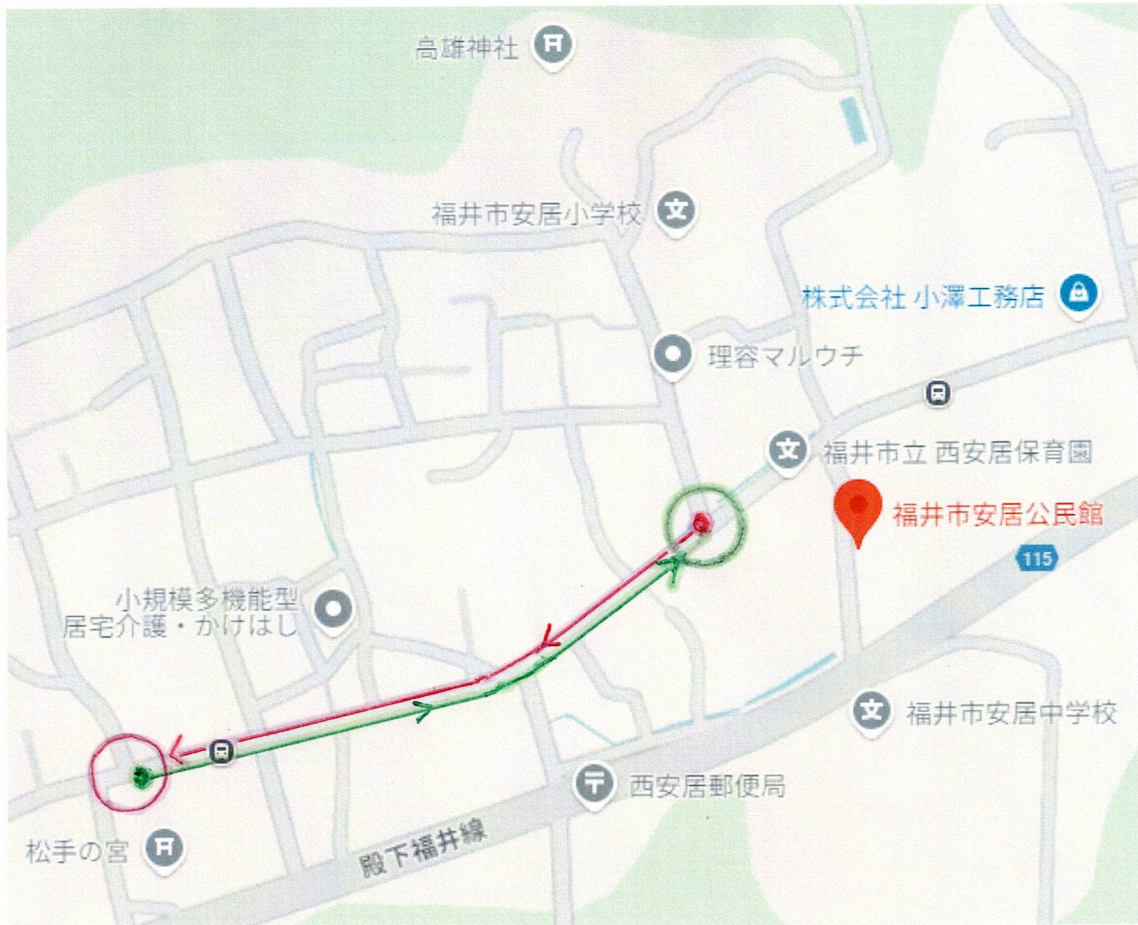 高雄神社
福井市安居小学校
株式会社 小澤工務店
理容マルウチ
福井市立 西安居保育園
福井市安居公民館
115
小規模多機能型
居宅介護・かけはし
福井市安居中学校
西安居郵便局
殿下福井線
松手の宮